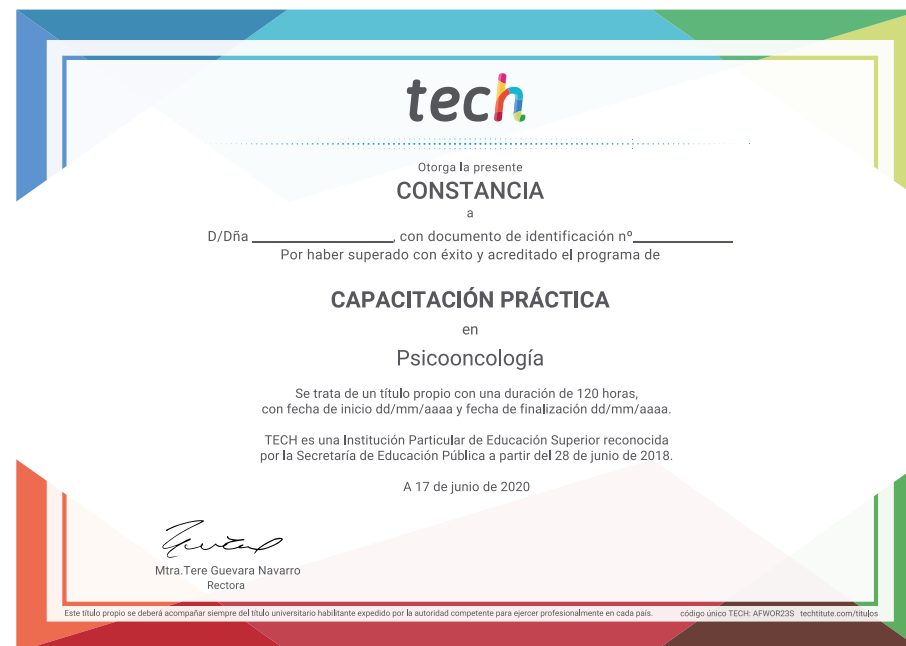 tech
Otorga la presente
CONSTANCIA
a
D/Dña ____________, con documento de identificación nº____________
Por haber superado con éxito y acreditado el programa de
CAPACITACIÓN PRÁCTICA
en
Psicooncología
Se trata de un título propio con una duración de 120 horas,
con fecha de inicio dd/mm/aaaa y fecha de finalización dd/mm/aaaa.
TECH es una Institución Particular de Educación Superior reconocida
por la Secretaría de Educación Pública a partir del 28 de junio de 2018.
A 17 de junio de 2020
Mtra.Tere Guevara Navarro
Rectora
Este título propio se deberá acompañar siempre del título universitario habilitante expedido por la autoridad competente para ejercer profesionalmente en cada país. código único TECH: AFWOR23S techtitute.com/titulos